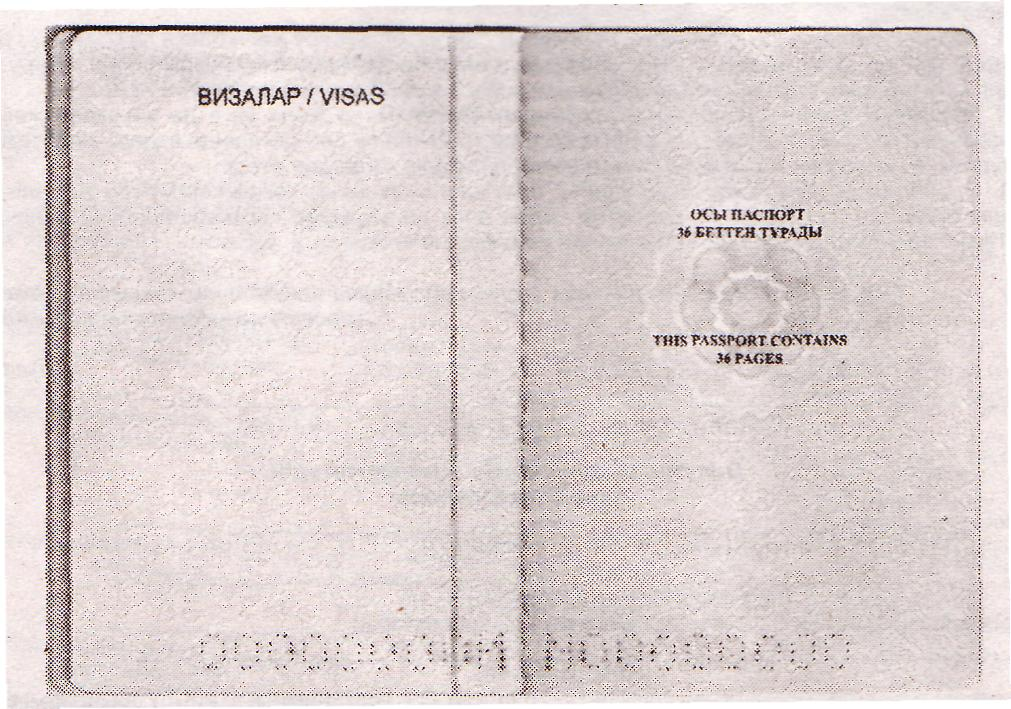 ВИЗАЛАР / VISAS
ОСЫ ПАСПОРТ
36 БЕТТЕН ТҰРАДЫ
THIS PASSPORT CONTAINS
36 PAGES